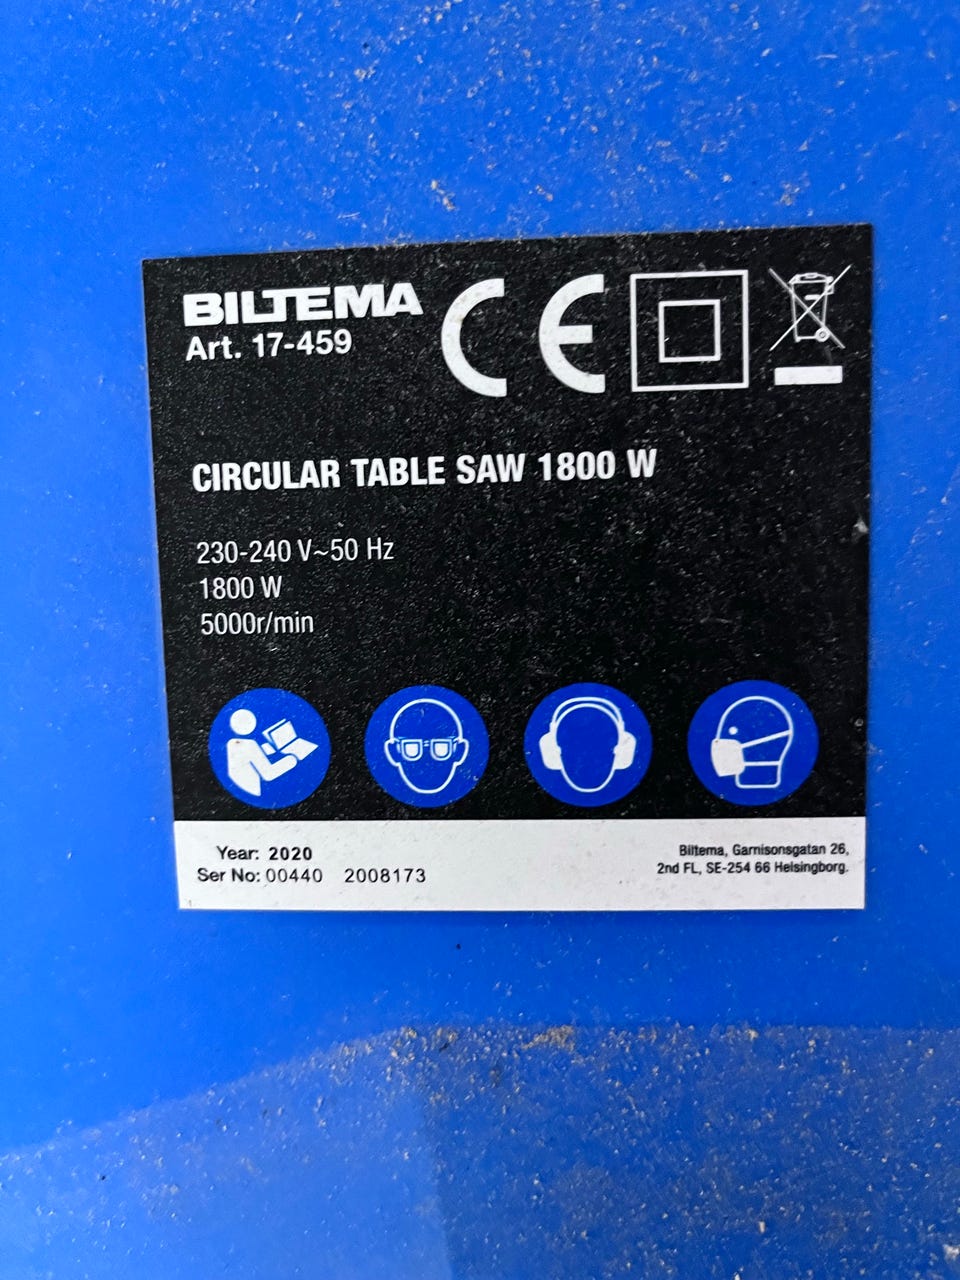 BILTEMA
Art. 17-459
CE
CIRCULAR TABLE SAW 1800 W
230-240 V~50 Hz
1800 W
5000r/min
Year: 2020
Ser No: 00440 2008173
Biltema, Garnisonsgatan 26,
2nd FL, SE-254 66 Helsingborg.